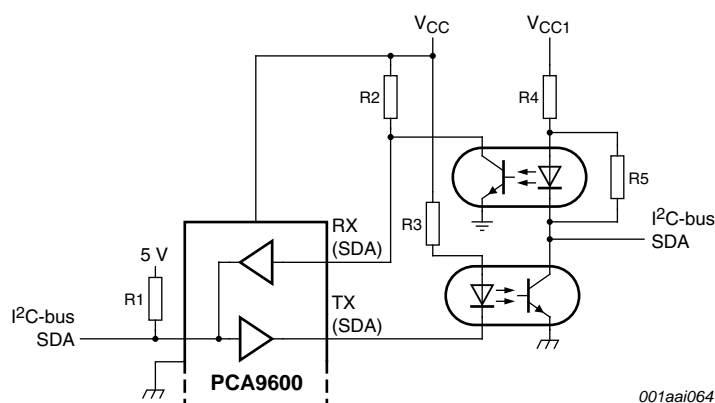 VCC
VCC1
R2
R4
R5
R3
I²C-bus
SDA
RX
(SDA)
5 V
R1
TX
(SDA)
I²C-bus
SDA
PCA9600
001aai064